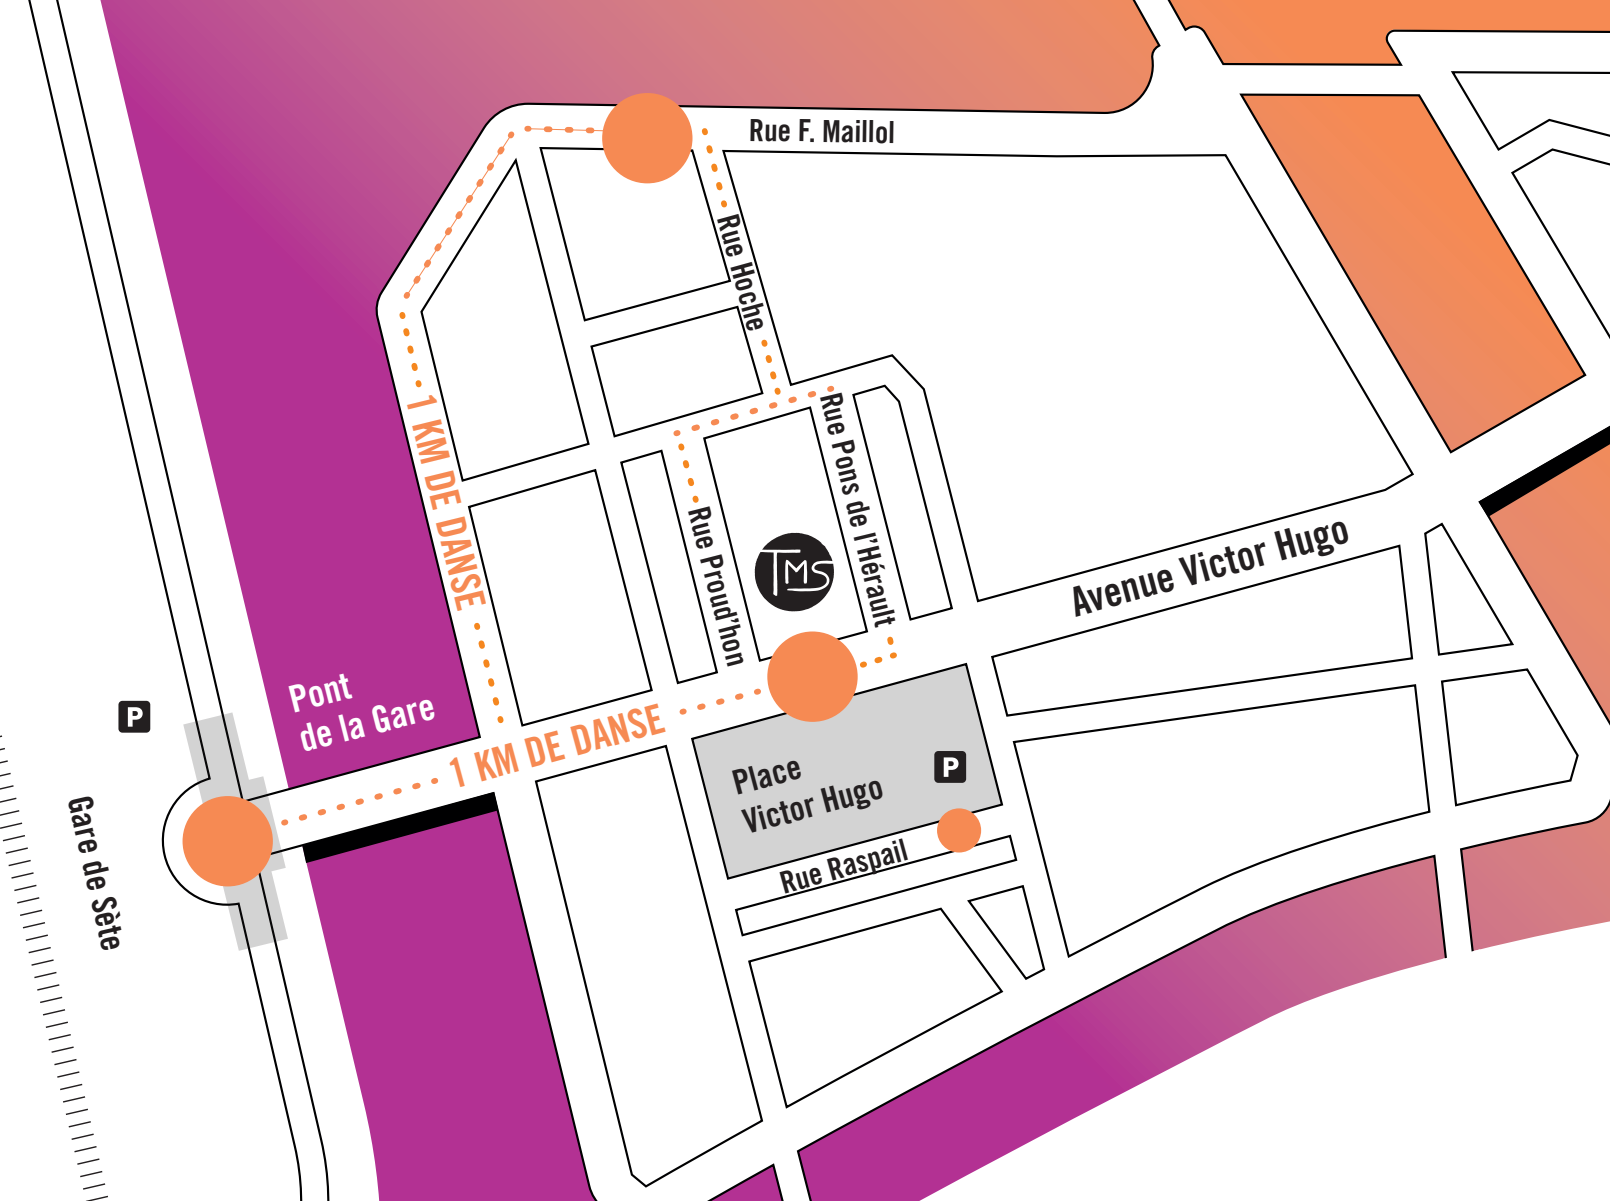 Rue F. Maillol
Rue Hoche
1 KM DE DANSE
Rue Pons de l'Hérault
Rue Proud'hon
TMS
Avenue Victor Hugo
Pont
de la Gare
P
1 KM DE DANSE
Place
Victor Hugo
P
Gare de Sète
Rue Raspail